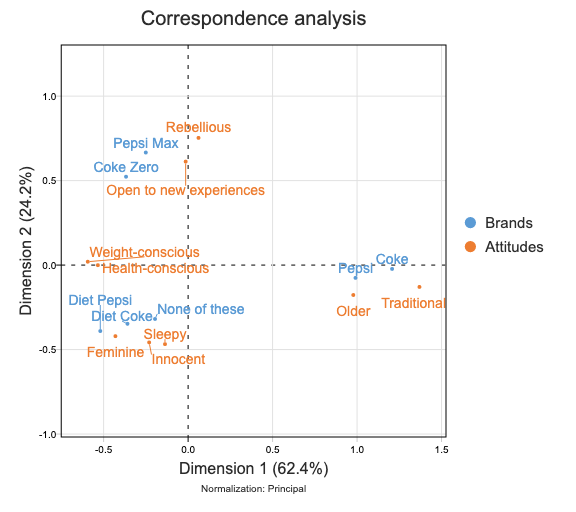 Correspondence analysis
Dimension 2 (24.2%)
1.0
0.5
0.0
-0.5
-1.0
Rebellious
Pepsi Max
Coke Zero
Open to new experiences
Weight-conscious
Health-conscious
Coke
Pepsi
Traditional
Older
Diet Pepsi
None of these
Diet Coke
Sleepy
Feminine
Innocent
Brands
Attitudes
-0.5
0.0
0.5
1.0
1.5
Dimension 1 (62.4%)
Normalization: Principal